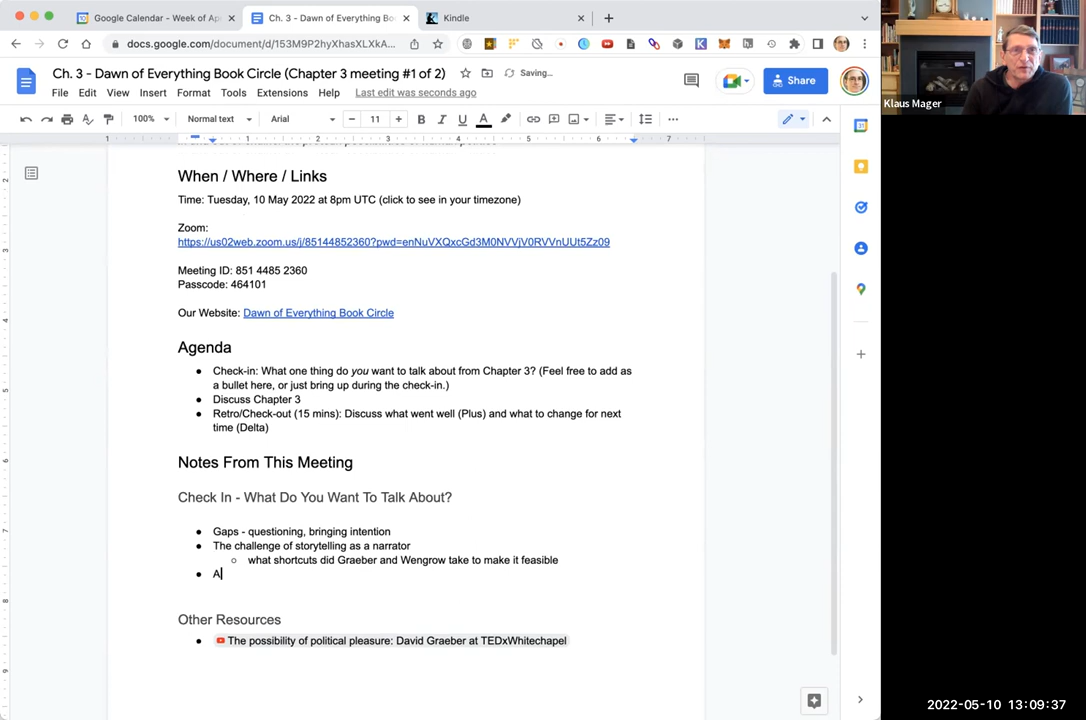 Google Calendar - Week of Ap
Ch. 3 - Dawn of Everything Bo
Kindle
docs.google.com/document/d/153M9P2hyXhasXLXkA...
Ch. 3 - Dawn of Everything Book Circle (Chapter 3 meeting #1 of 2)
Saving...
Share
File Edit View Insert Format Tools Extensions Help Last edit was seconds ago
100% Normal text Arial 11
1 1 2 3 4 5 6 7
When / Where / Links
Time: Tuesday, 10 May 2022 at 8pm UTC (click to see in your timezone)
Zoom:
https://us02web.zoom.us/j/85144852360?pwd=enNuVXQxcGd3M0NVVjV0RVVnUUt5Zz09
Meeting ID: 851 4485 2360
Passcode: 464101
Our Website: Dawn of Everything Book Circle
Agenda
Check-in: What one thing do you want to talk about from Chapter 3? (Feel free to add as
a bullet here, or just bring up during the check-in.)
Discuss Chapter 3
Retro/Check-out (15 mins): Discuss what went well (Plus) and what to change for next
time (Delta)
Notes From This Meeting
Check In - What Do You Want To Talk About?
Gaps - questioning, bringing intention
The challenge of storytelling as a narrator
what shortcuts did Graeber and Wengrow take to make it feasible
A
Other Resources
The possibility of political pleasure: David Graeber at TEDxWhitechapel
Klaus Mager
2022-05-10 13:09:37